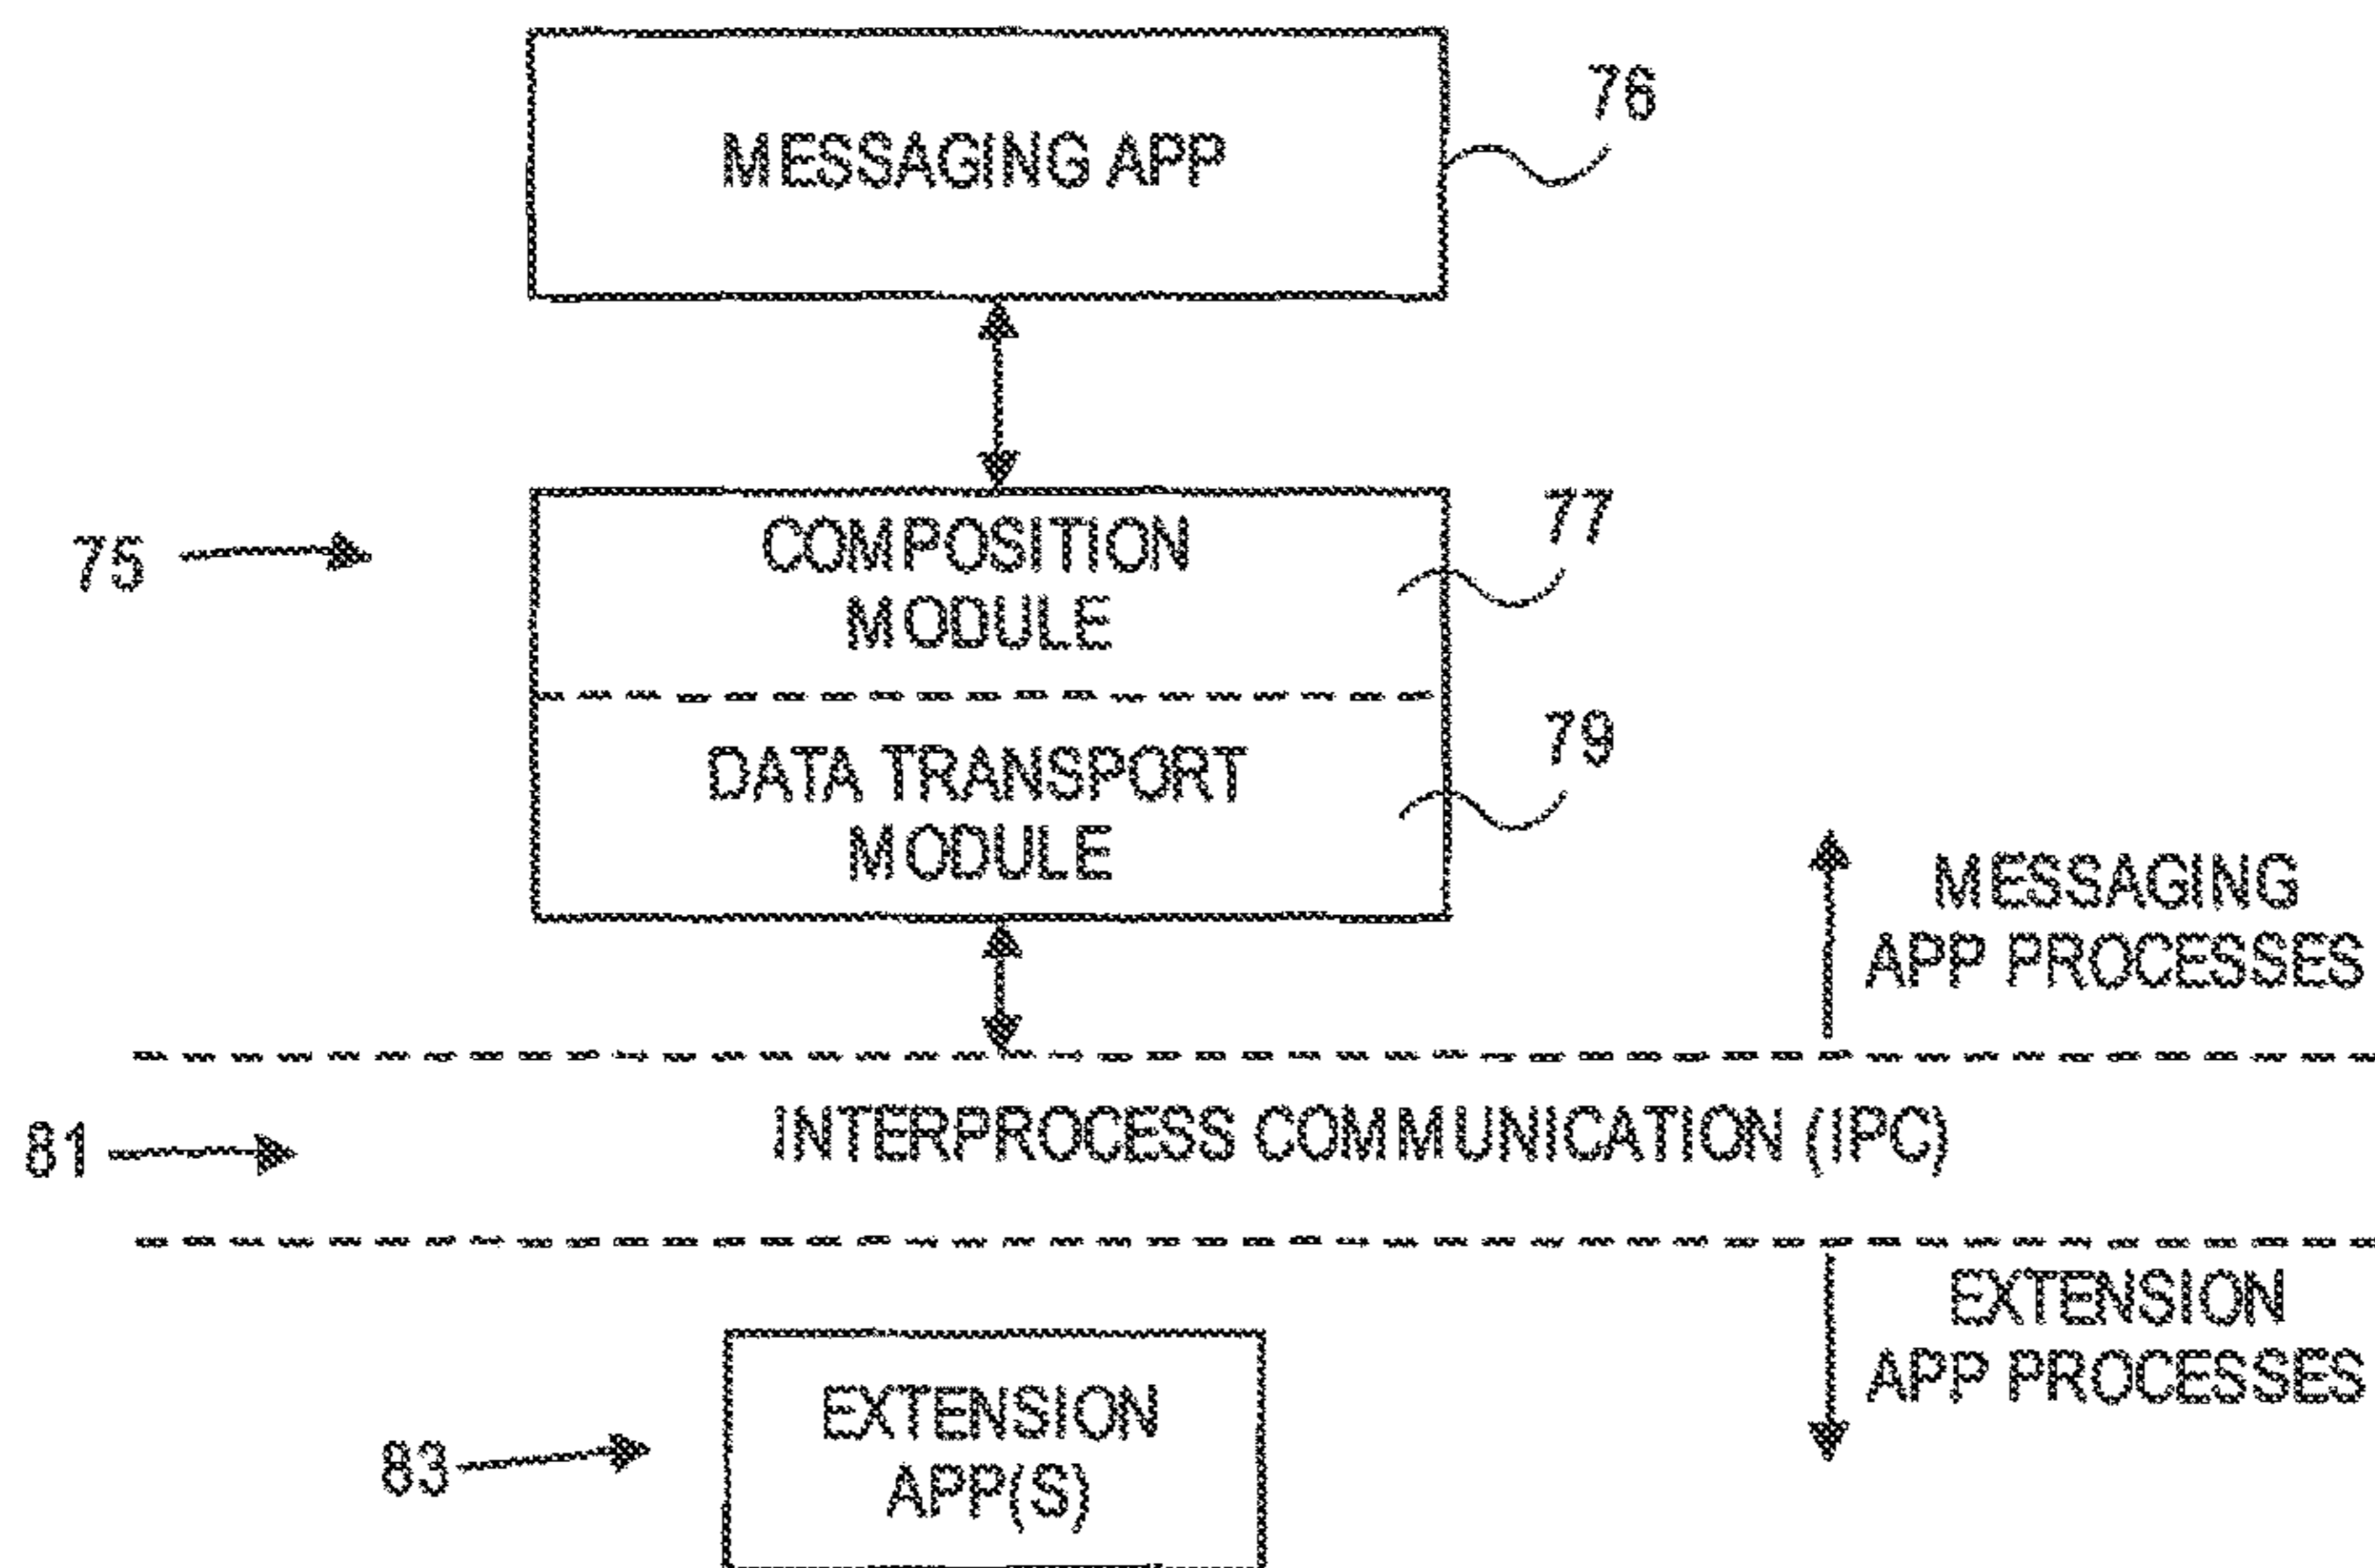 MESSAGING APP
76
75
COMPOSITION
MODULE
77
DATA TRANSPORT
MODULE
79
MESSAGING
APP PROCESSES
81
INTERPROCESS COMMUNICATION (IPC)
EXTENSION
APP PROCESSES
83
EXTENSION
APP(S)